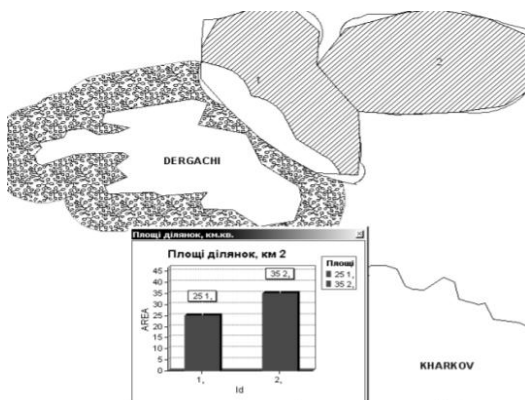 1
2
DERGACHI
Площі ділянок, км.кв.
Площі ділянок, км 2
45
40
35
30
25
20
15
10
5
0
AREA
25 1,
35 2,
1,
2,
Id
Площі
25 1,
35 2,
KHARKOV